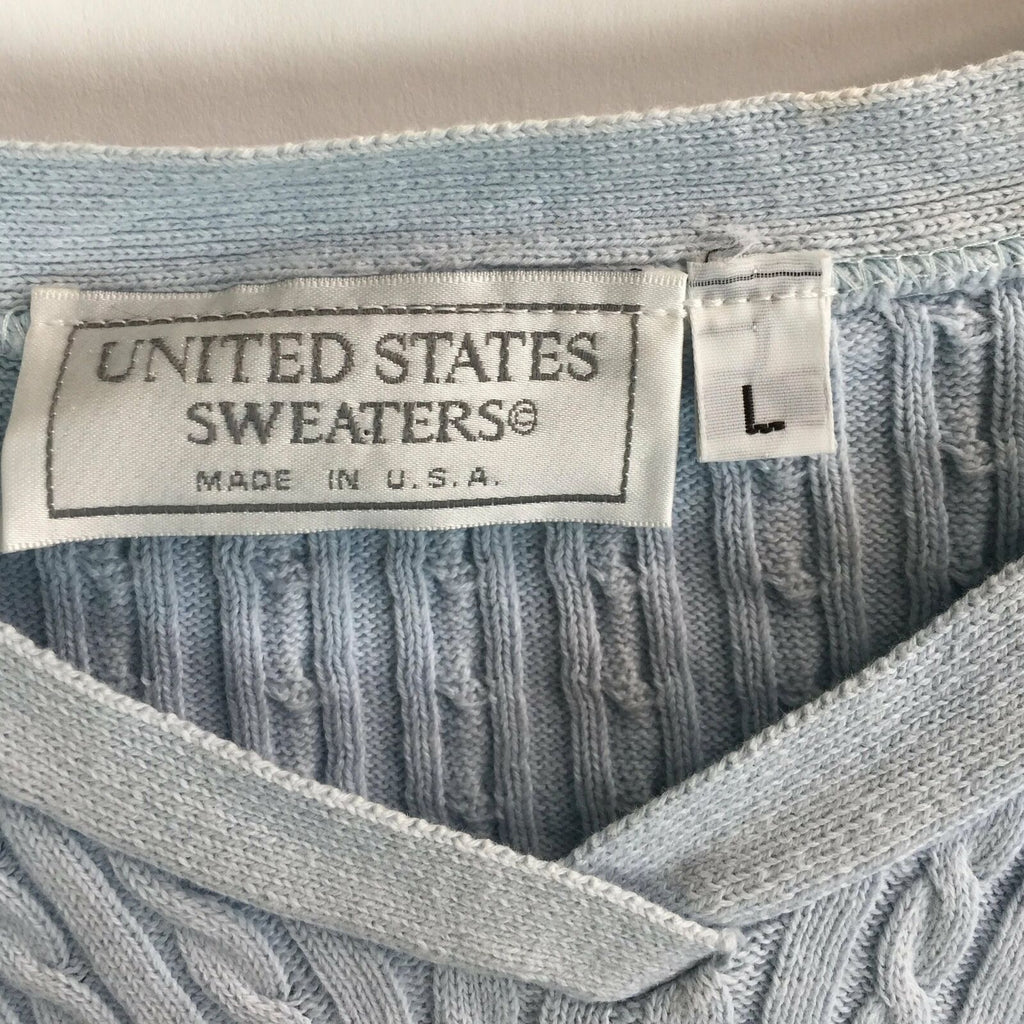 UNITED STATES
SWEATERS©
MADE IN U.S.A.
L